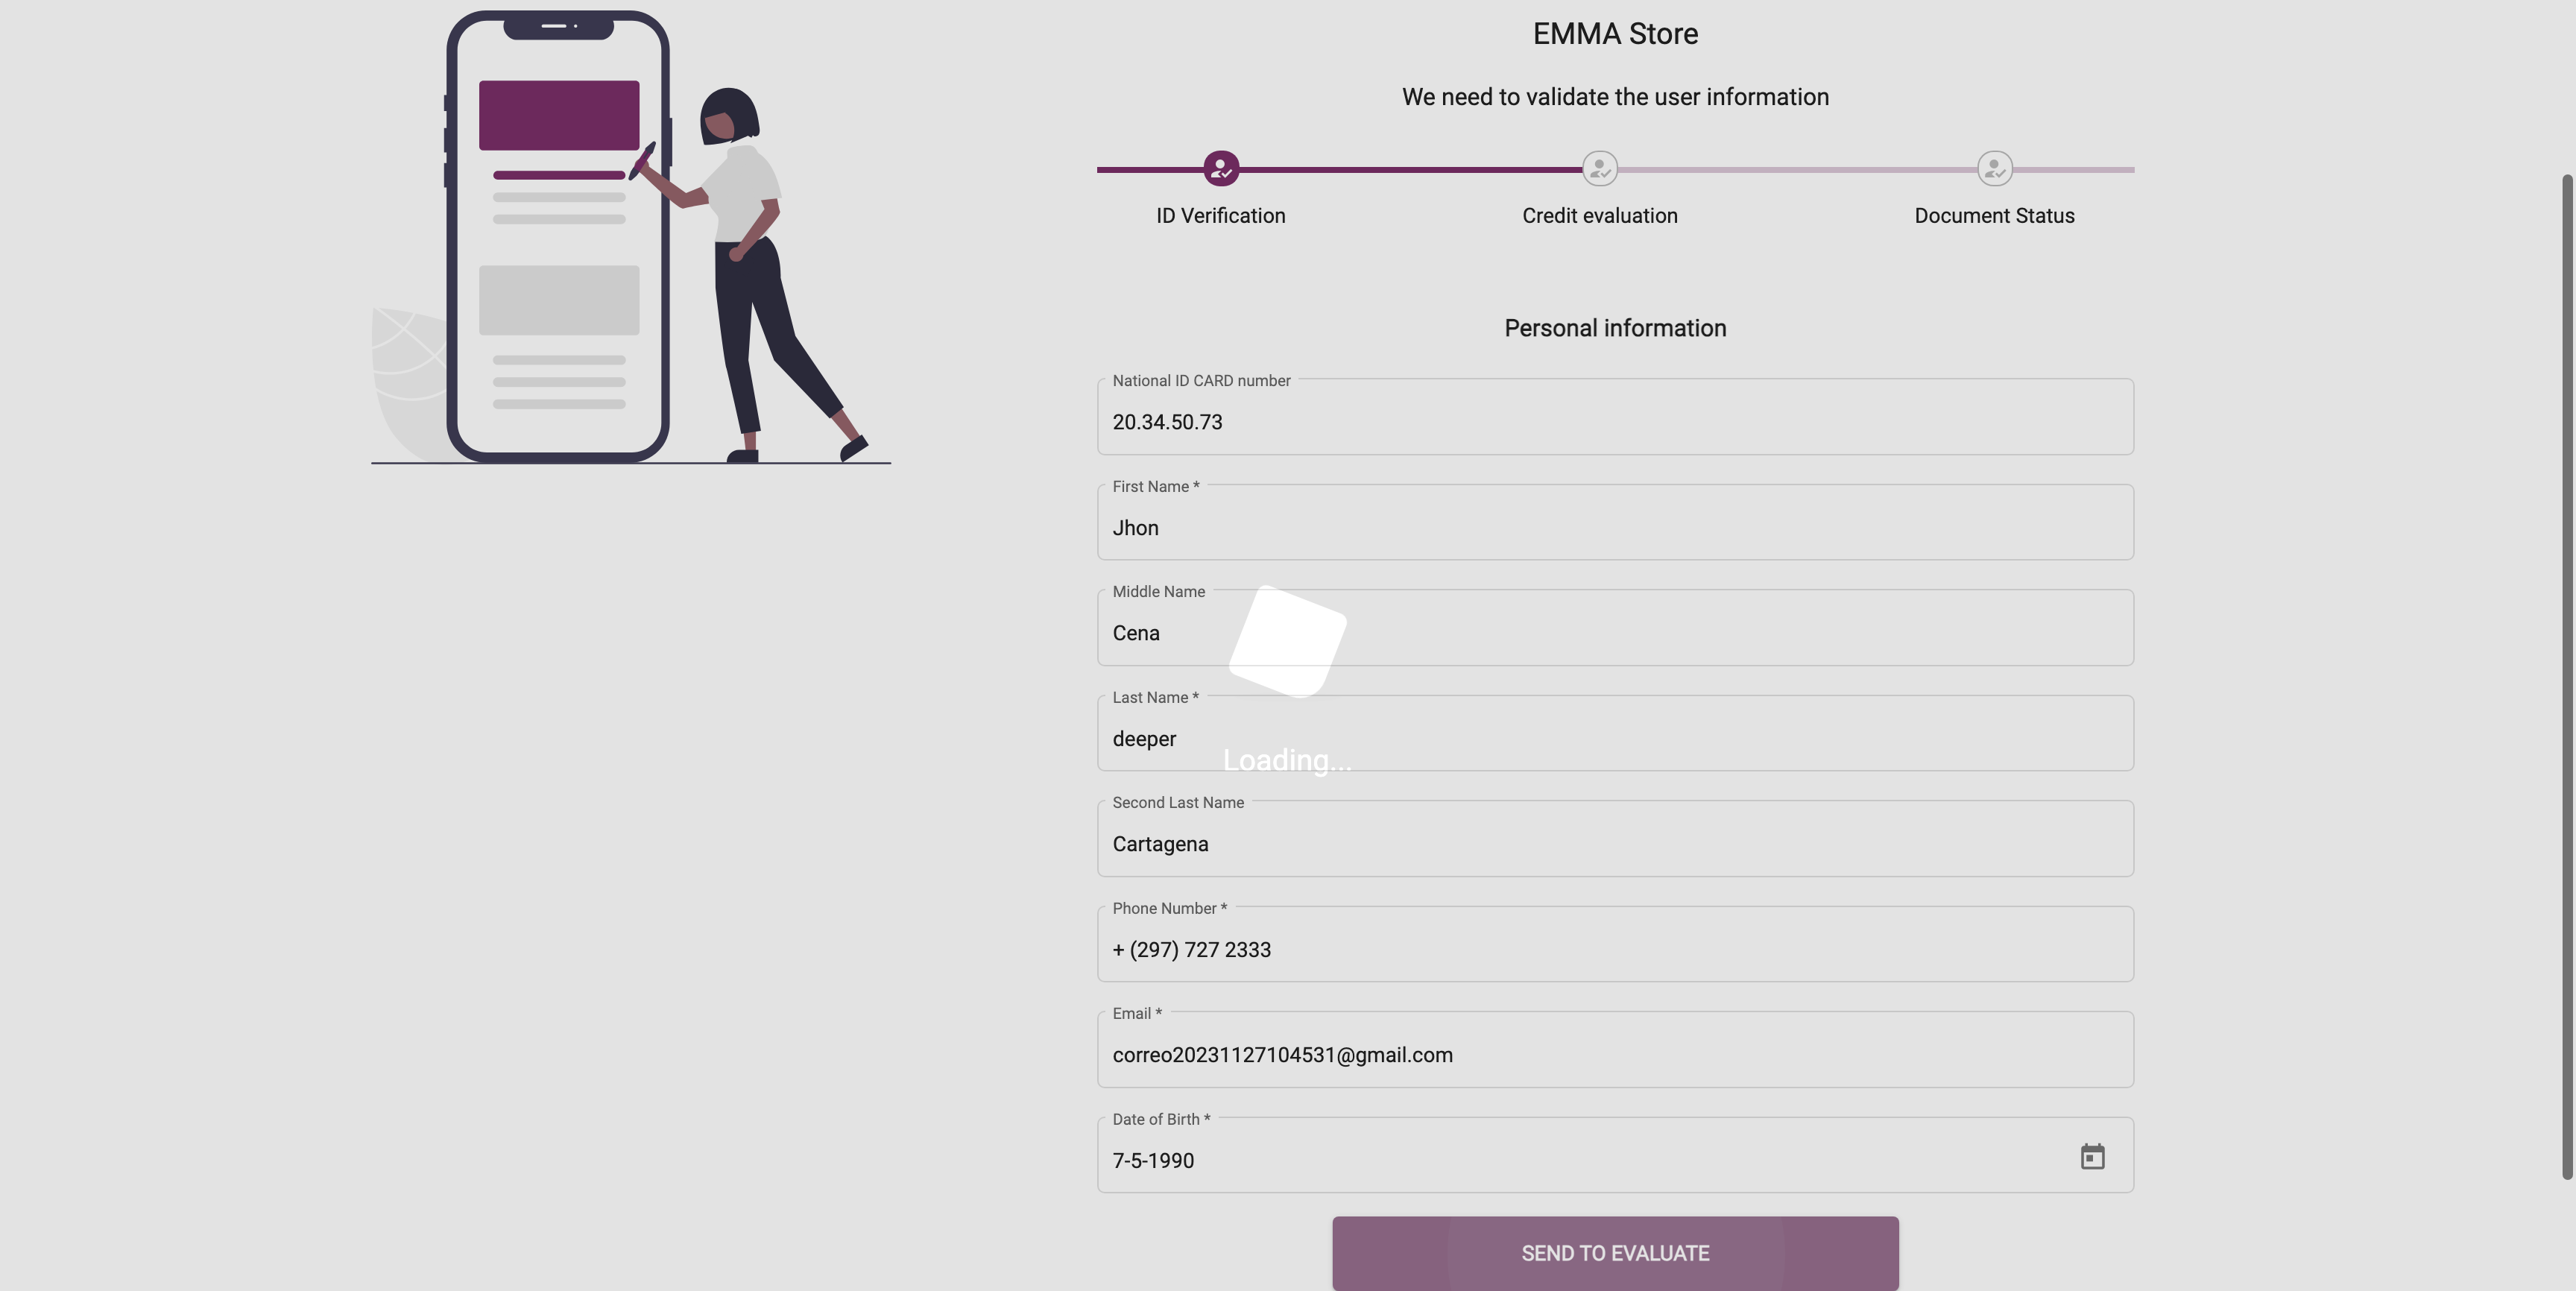 EMMA Store
We need to validate the user information
ID Verification
Credit evaluation
Document Status
Personal information
National ID CARD number
20.34.50.73
First Name *
Jhon
Middle Name
Cena
Last Name *
deeper
Loading...
Second Last Name
Cartagena
Phone Number *
+ (297) 727 2333
Email *
correo20231127104531@gmail.com
Date of Birth *
7-5-1990
SEND TO EVALUATE